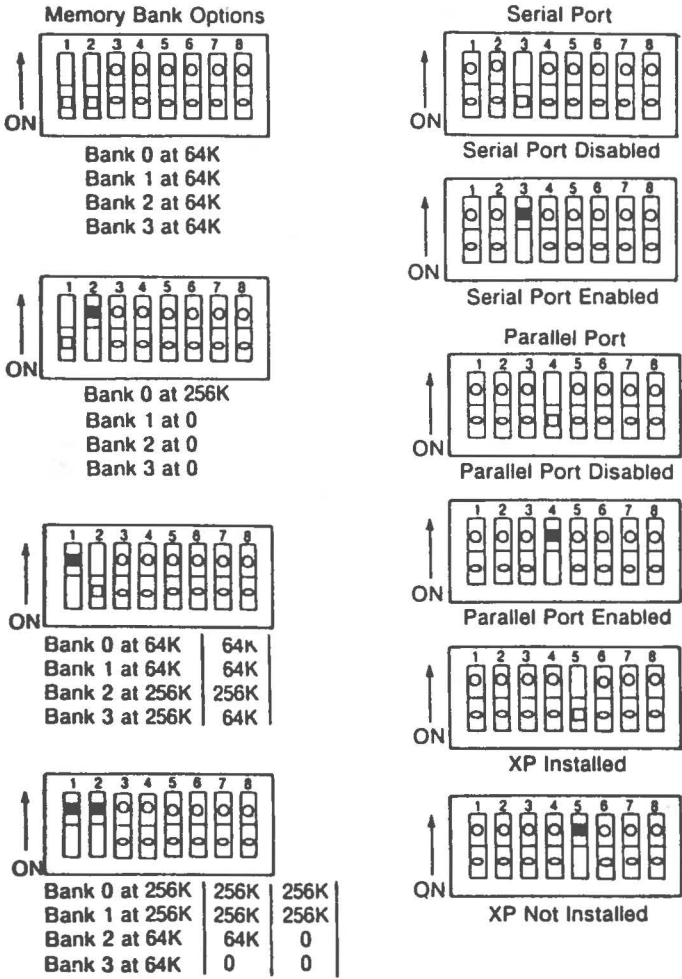 Memory Bank Options
1 2 3 4 5 6 7 8
ON
Bank 0 at 64K
Bank 1 at 64K
Bank 2 at 64K
Bank 3 at 64K
1 2 3 4 5 6 7 8
ON
Bank 0 at 256K
Bank 1 at 0
Bank 2 at 0
Bank 3 at 0
1 2 3 4 5 6 7 8
ON
Bank 0 at 64K 64K
Bank 1 at 64K 64K
Bank 2 at 256K 256K
Bank 3 at 256K 64K
1 2 3 4 5 6 7 8
ON
Bank 0 at 256K 256K 256K
Bank 1 at 256K 256K 256K
Bank 2 at 64K 64K 0
Bank 3 at 64K 0 0
Serial Port
1 2 3 4 5 6 7 8
ON
Serial Port Disabled
1 2 3 4 5 6 7 8
ON
Serial Port Enabled
Parallel Port
1 2 3 4 5 6 7 8
ON
Parallel Port Disabled
1 2 3 4 5 6 7 8
ON
Parallel Port Enabled
1 2 3 4 5 6 7 8
ON
XP Installed
1 2 3 4 5 6 7 8
ON
XP Not Installed